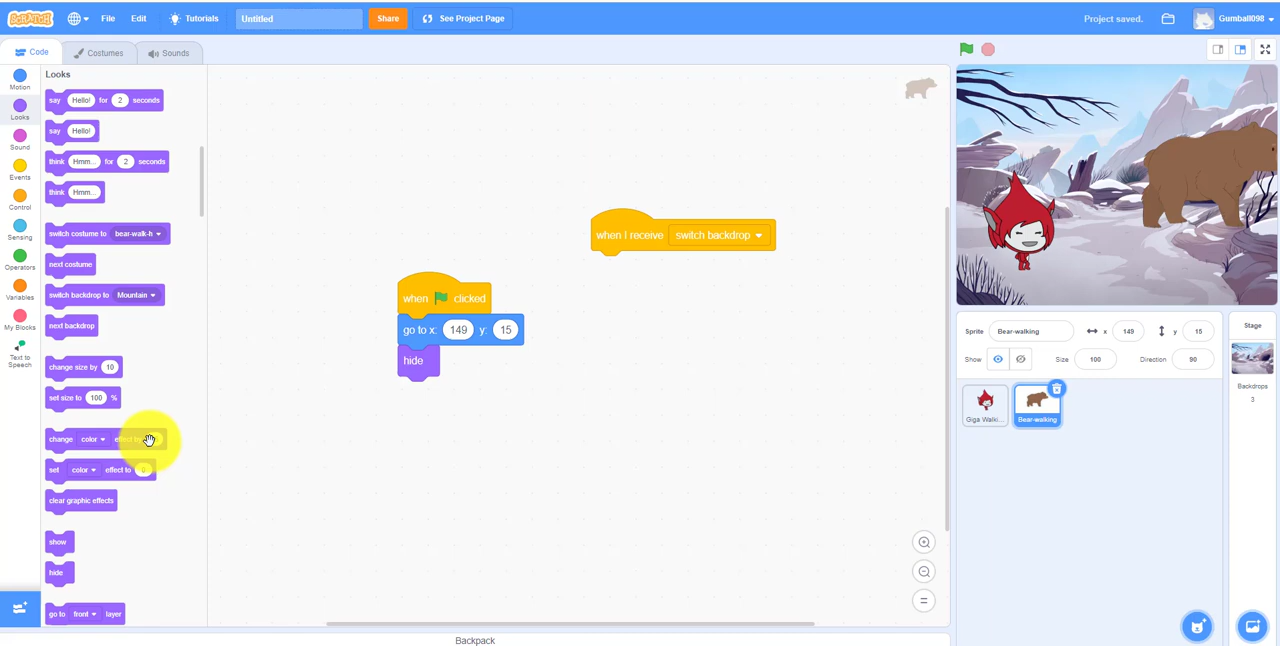 SCRATCH File Edit Tutorials Untitled Share See Project Page Project saved. Gumball098
Code Costumes Sounds
Motion
Looks
Sound
Events
Control
Sensing
Operators
Variables
My Blocks
Text to
Speech
Looks
say Hello! for 2 seconds
say Hello!
think Hmm... for 2 seconds
think Hmm...
switch costume to bear-walk-h
next costume
switch backdrop to Mountain
next backdrop
change size by 10
set size to 100 %
change color effect by
set color effect to 0
clear graphic effects
show
hide
go to front layer
when I receive switch backdrop
when clicked
go to x: 149 y: 15
hide
Sprite Bear-walking x 149 y 15
Show Size 100 Direction 90
Giga Walki...
Bear-walking
Stage
Backdrops
3
Backpack